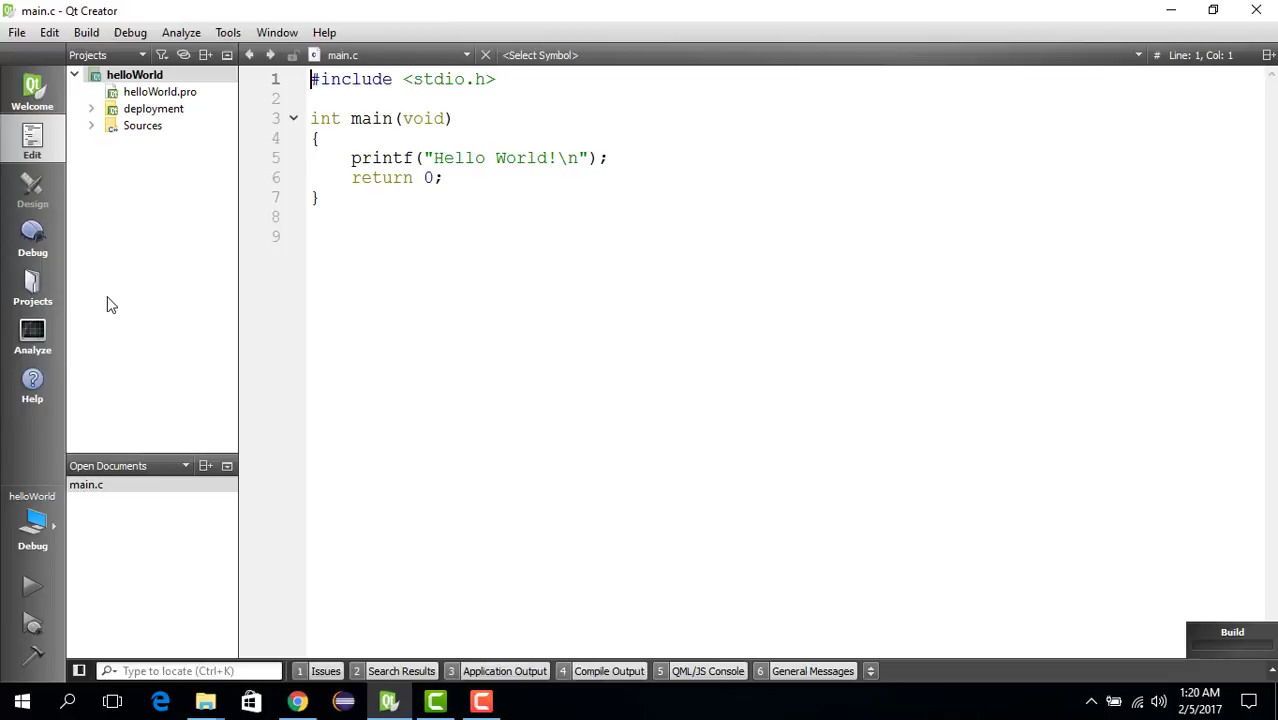 main.c - Qt Creator
File Edit Build Debug Analyze Tools Window Help
Projects main.c <Select Symbol> # Line: 1, Col: 1
helloWorld
helloWorld.pro
deployment
Sources
Qt
Welcome
Edit
Design
Debug
Projects
Analyze
Help
1 #include <stdio.h>
2
3 int main(void)
4 {
5 printf("Hello World!\n");
6 return 0;
7 }
8
9
Open Documents
main.c
helloWorld
Debug
Build
Type to locate (Ctrl+K) 1 Issues 2 Search Results 3 Application Output 4 Compile Output 5 QML/JS Console 6 General Messages
1:20 AM
2/5/2017